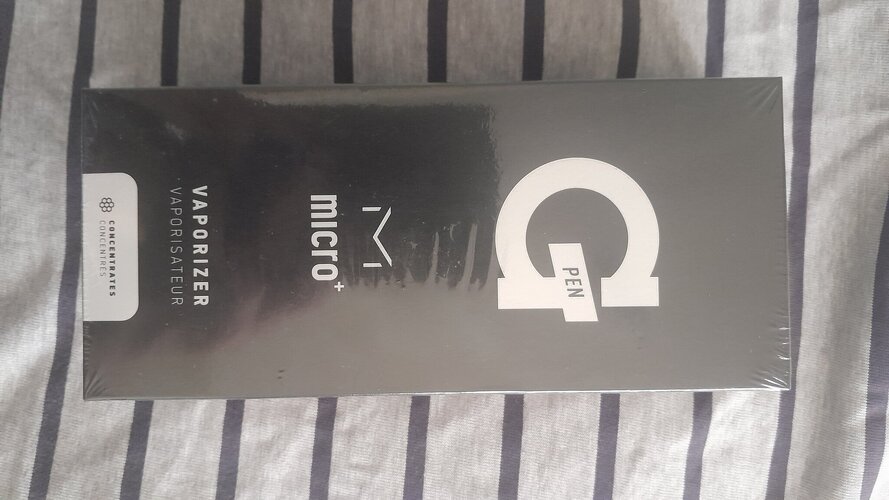 G
PEN
micro+
VAPORIZER
VAPORISATEUR
CONCENTRATES
CONCENTRÉS